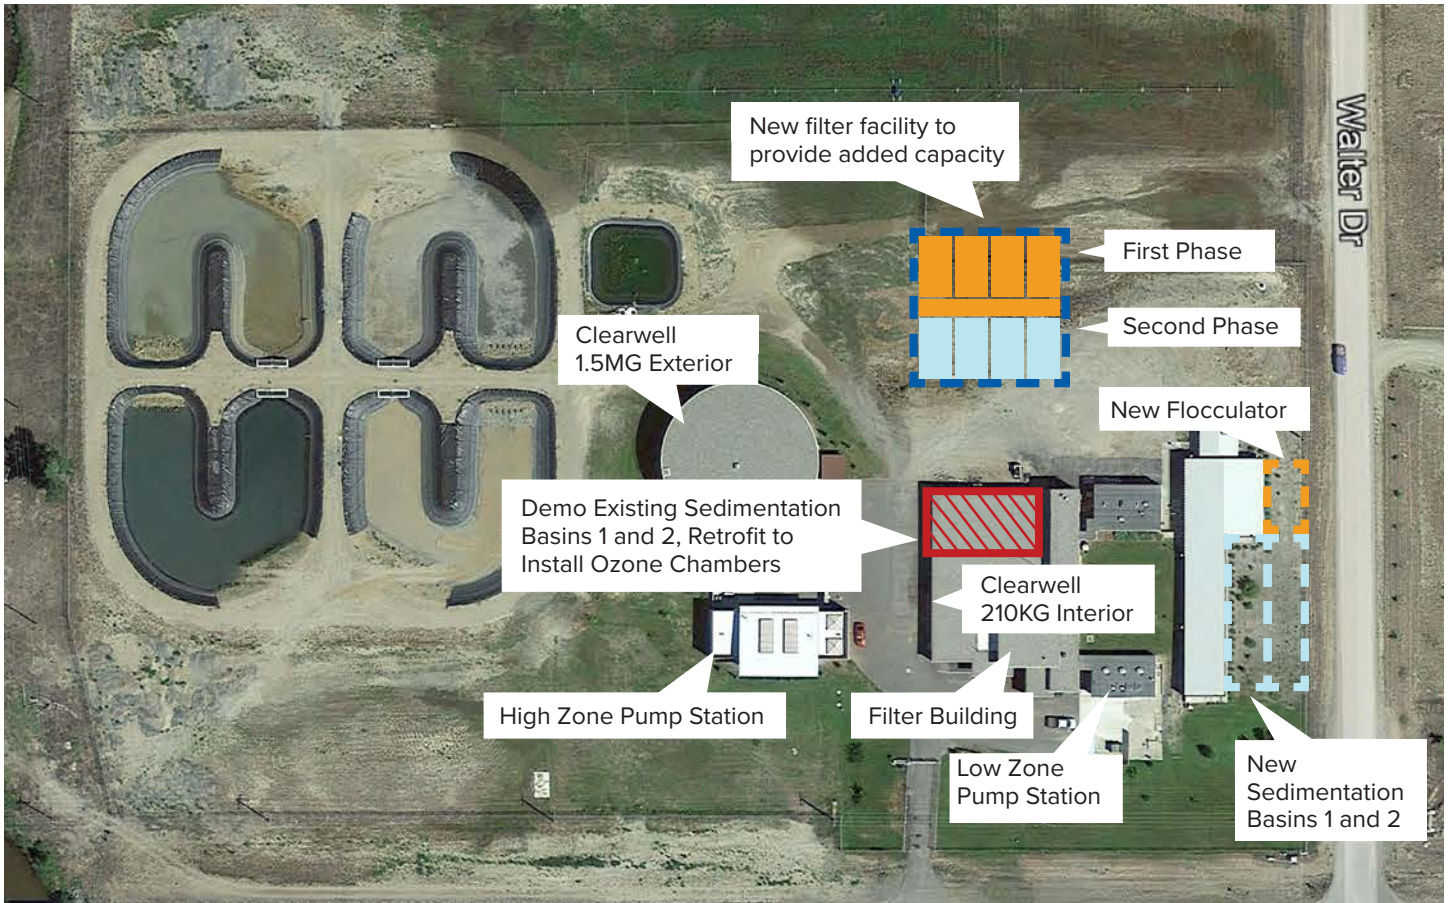 New filter facility to
provide added capacity
Walter Dr
First Phase
Second Phase
Clearwell
1.5MG Exterior
New Flocculator
Demo Existing Sedimentation
Basins 1 and 2, Retrofit to
Install Ozone Chambers
Clearwell
210KG Interior
High Zone Pump Station
Filter Building
Low Zone
Pump Station
New
Sedimentation
Basins 1 and 2